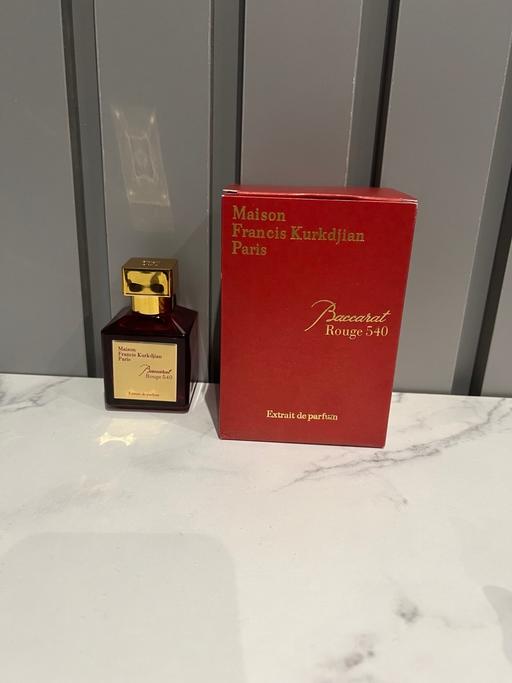 Maison
Francis Kurkdjian
Paris
Baccarat
Rouge 540
Extrait de parfum
Maison
Francis Kurkdjian
Paris
Baccarat
Rouge 540
Extrait de parfum